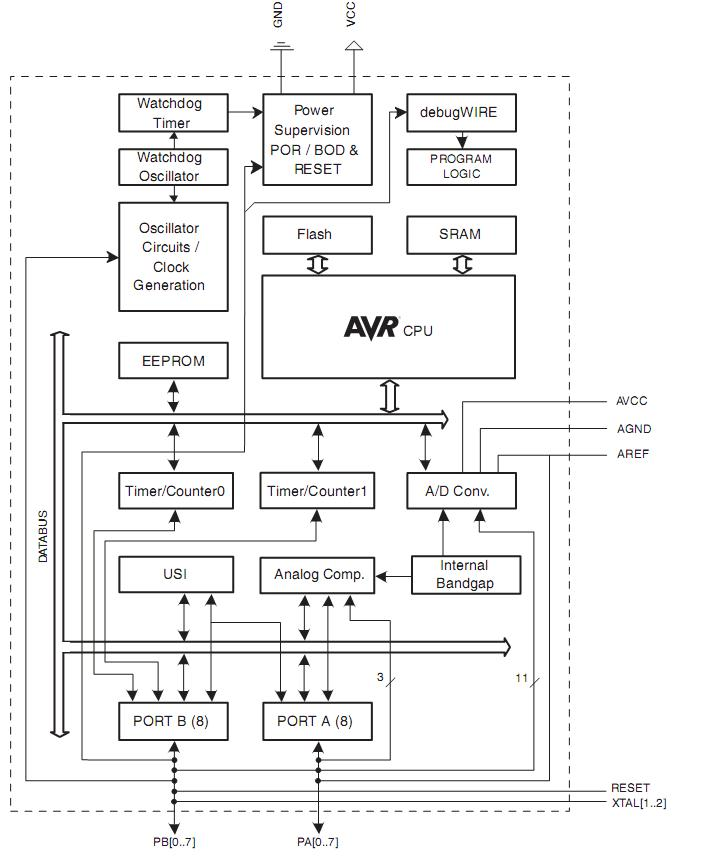 GND
VCC
Watchdog
Timer
Power
Supervision
POR / BOD &
RESET
debugWIRE
Watchdog
Oscillator
PROGRAM
LOGIC
Oscillator
Circuits /
Clock
Generation
Flash
SRAM
AVR CPU
EEPROM
AVCC
AGND
AREF
Timer/Counter0
Timer/Counter1
A/D Conv.
DATABUS
USI
Analog Comp.
Internal
Bandgap
3
11
PORT B (8)
PORT A (8)
RESET
XTAL[1..2]
PB[0..7]
PA[0..7]